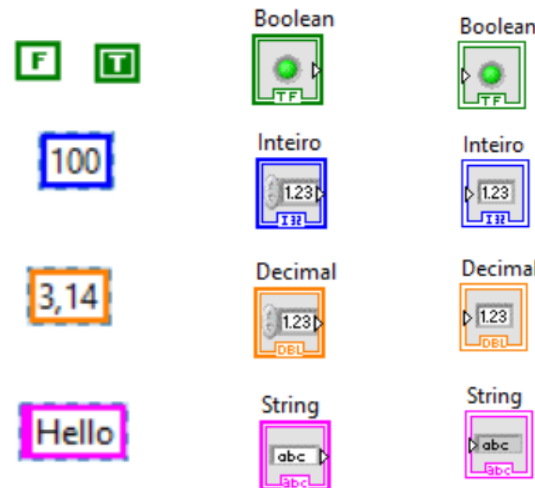 Boolean
Boolean
F
T
TF
TF
Inteiro
Inteiro
100
1.23
1.23
I32
I32
Decimal
Decimal
3,14
1.23
1.23
DBL
DBL
String
String
Hello
abc
abc
abc
abc